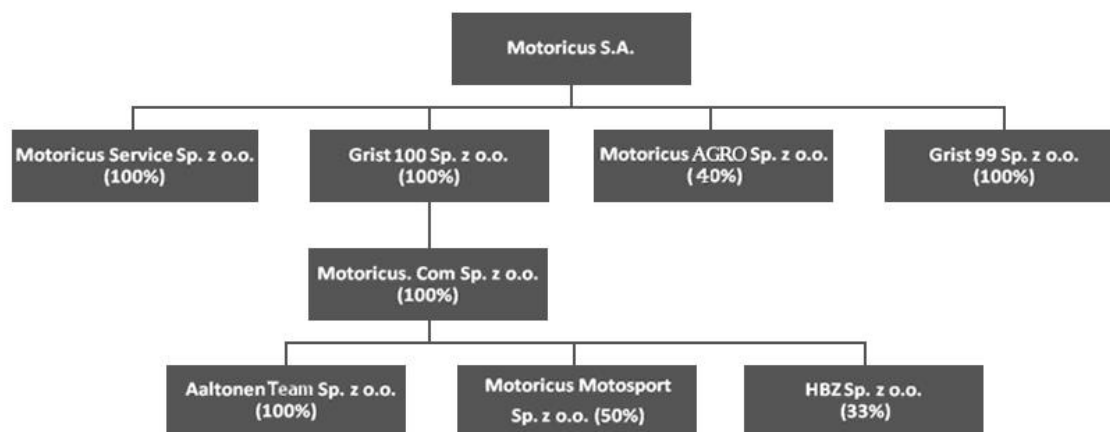 Motoricus S.A.
Motoricus Service Sp. z o.o.
(100%)
Grist 100 Sp. z o.o.
(100%)
Motoricus AGRO Sp. z o.o.
( 40%)
Grist 99 Sp. z o.o.
(100%)
Motoricus. Com Sp. z o.o.
(100%)
Aaltonen Team Sp. z o.o.
(100%)
Motoricus Motosport
Sp. z o.o. (50%)
HBZ Sp. z o.o.
(33%)